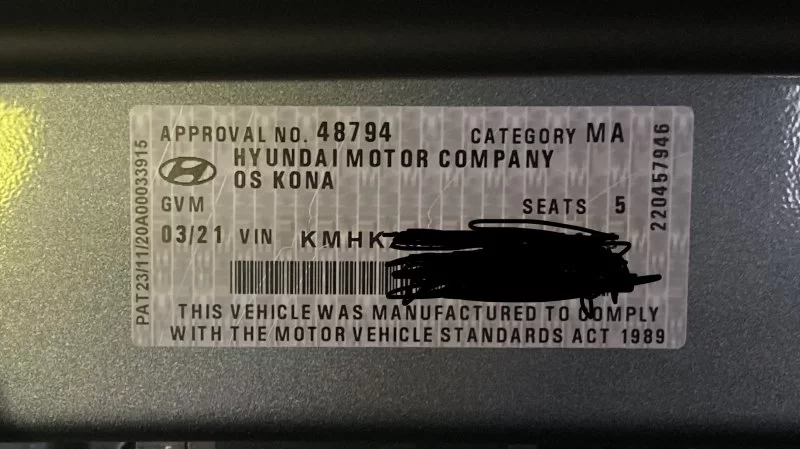 APPROVAL NO. 48794 CATEGORY MA
HYUNDAI MOTOR COMPANY
OS KONA
GVM SEATS 5
03/21 VIN KMHK
THIS VEHICLE WAS MANUFACTURED TO COMPLY
WITH THE MOTOR VEHICLE STANDARDS ACT 1989
PAT23/11/20A00033915
220457946